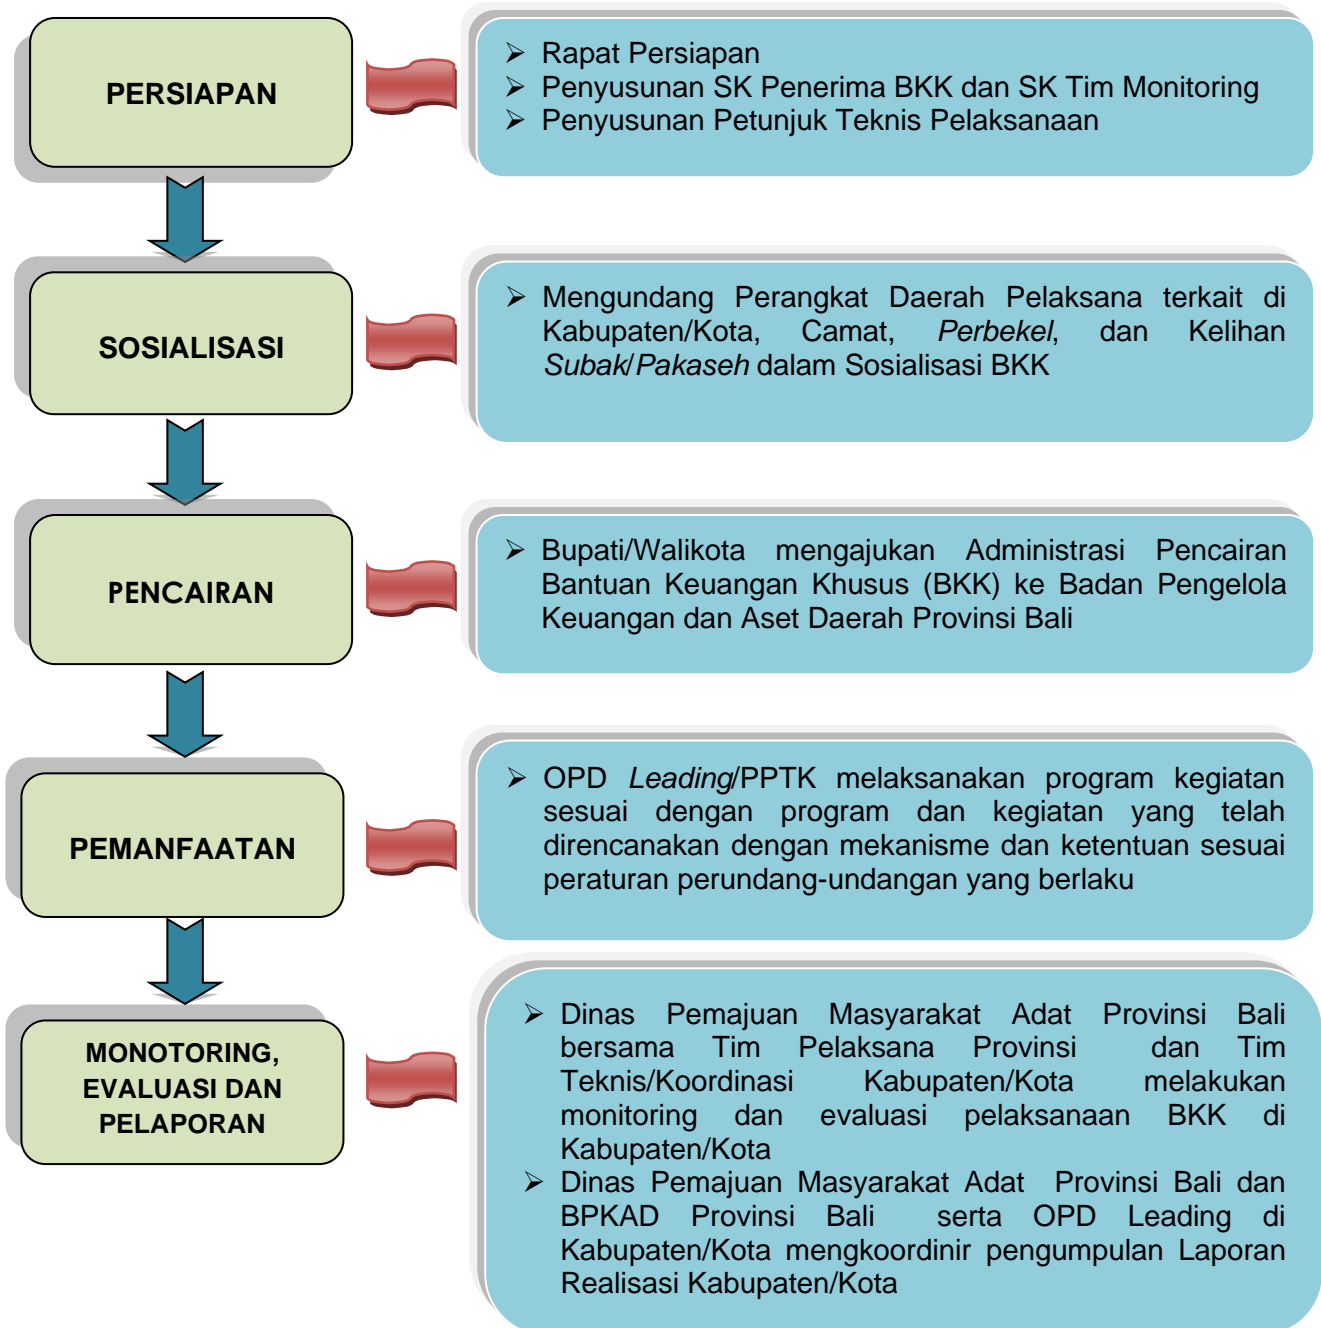 PERSIAPAN
➢ Rapat Persiapan
➢ Penyusunan SK Penerima BKK dan SK Tim Monitoring
➢ Penyusunan Petunjuk Teknis Pelaksanaan
SOSIALISASI
➢ Mengundang Perangkat Daerah Pelaksana terkait di
Kabupaten/Kota, Camat, Perbekel, dan Kelihan
Subak/Pakaseh dalam Sosialisasi BKK
PENCAIRAN
➢ Bupati/Walikota mengajukan Administrasi Pencairan
Bantuan Keuangan Khusus (BKK) ke Badan Pengelola
Keuangan dan Aset Daerah Provinsi Bali
PEMANFAATAN
➢ OPD Leading/PPTK melaksanakan program kegiatan
sesuai dengan program dan kegiatan yang telah
direncanakan dengan mekanisme dan ketentuan sesuai
peraturan perundang-undangan yang berlaku
MONOTORING,
EVALUASI DAN
PELAPORAN
➢ Dinas Pemajuan Masyarakat Adat Provinsi Bali
bersama Tim Pelaksana Provinsi dan Tim
Teknis/Koordinasi Kabupaten/Kota melakukan
monitoring dan evaluasi pelaksanaan BKK di
Kabupaten/Kota
➢ Dinas Pemajuan Masyarakat Adat Provinsi Bali dan
BPKAD Provinsi Bali serta OPD Leading di
Kabupaten/Kota mengkoordinir pengumpulan Laporan
Realisasi Kabupaten/Kota